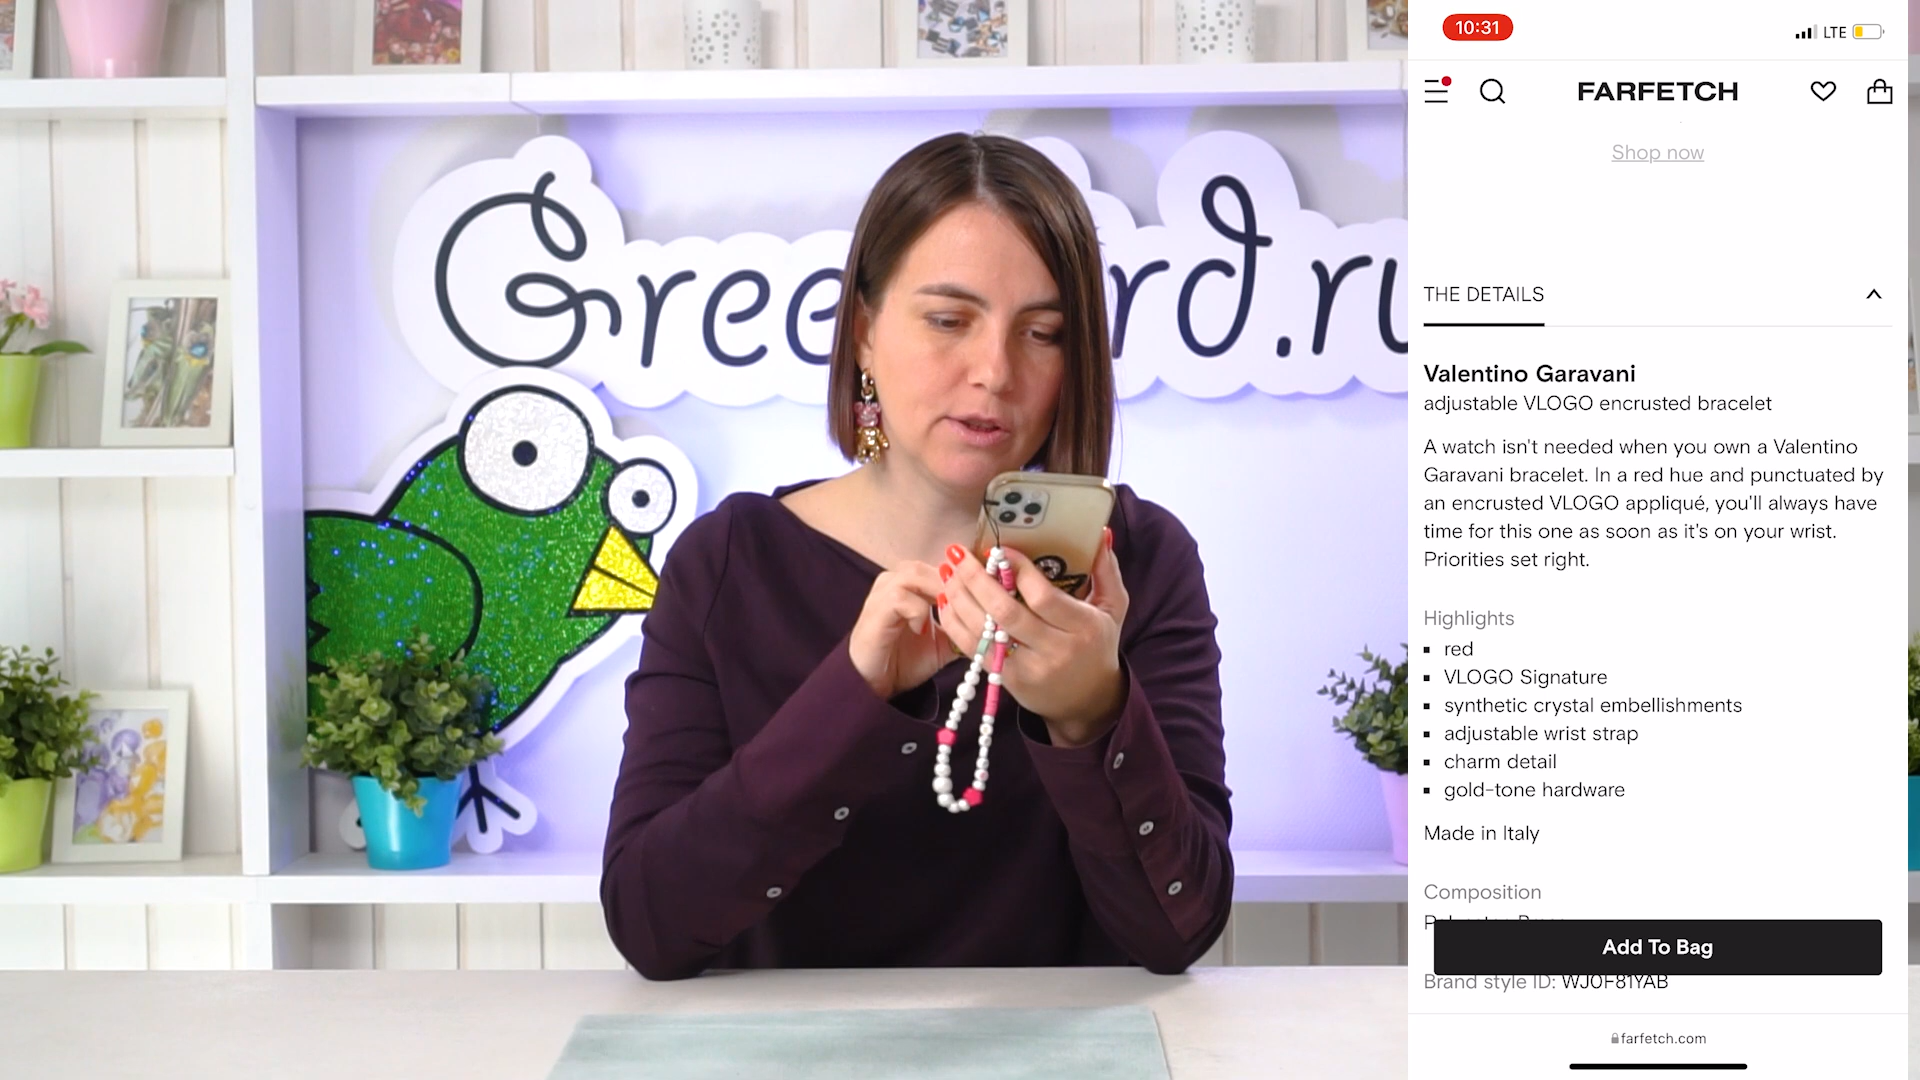 Gree rd.ru
10:31
LTE
FARFETCH
Shop now
THE DETAILS
Valentino Garavani
adjustable VLOGO encrusted bracelet
A watch isn't needed when you own a Valentino
Garavani bracelet. In a red hue and punctuated by
an encrusted VLOGO appliqué, you'll always have
time for this one as soon as it's on your wrist.
Priorities set right.
Highlights
▪ red
▪ VLOGO Signature
▪ synthetic crystal embellishments
▪ adjustable wrist strap
▪ charm detail
▪ gold-tone hardware
Made in Italy
Composition
Add To Bag
Brand style ID: WJ0F81YAB
farfetch.com